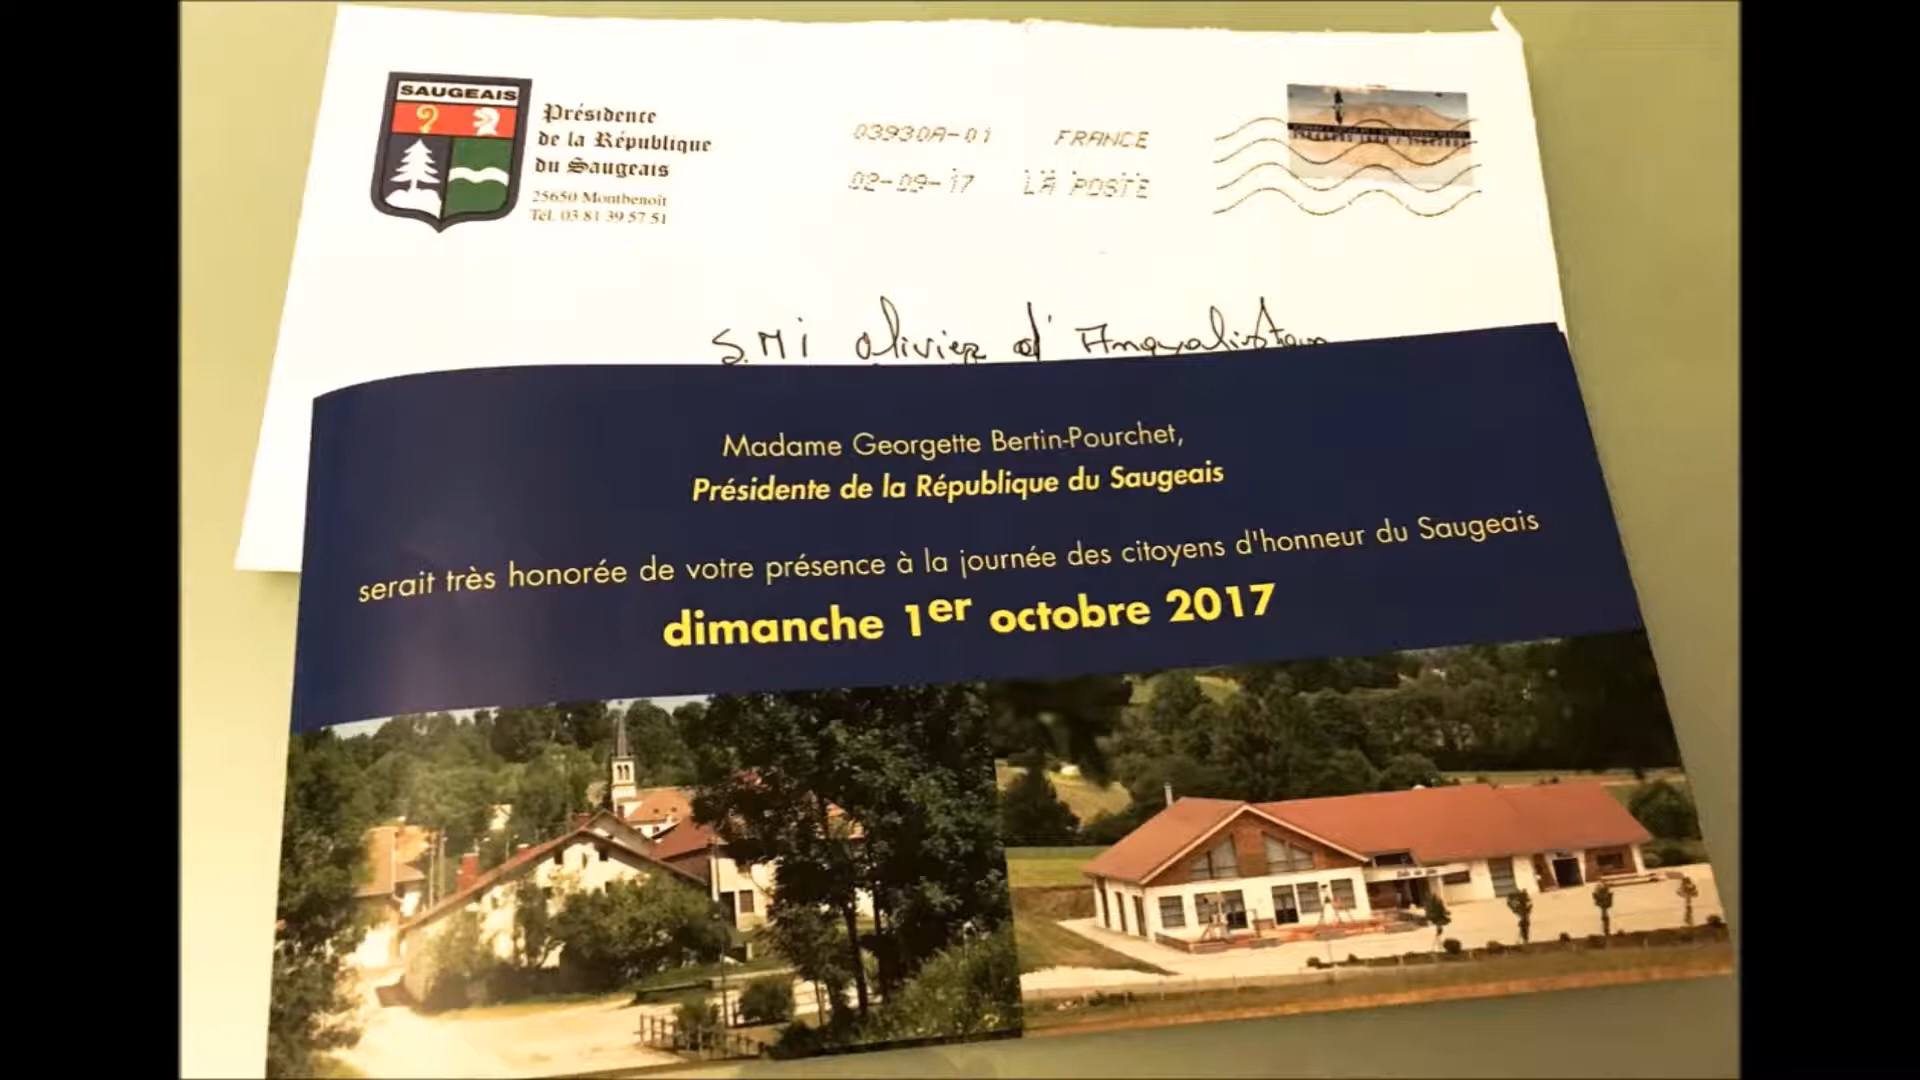 SAUGEAIS
Présidence
de la République
du Saugeais
25650 Montbenoit
Tél. 03 81 39 57 51
03930A-01 FRANCE
02-09-17 LA POSTE
S.M I Olivier d'Angyalistan
Madame Georgette Bertin-Pourchet,
Présidente de la République du Saugeais
serait très honorée de votre présence à la journée des citoyens d'honneur du Saugeais
dimanche 1er octobre 2017